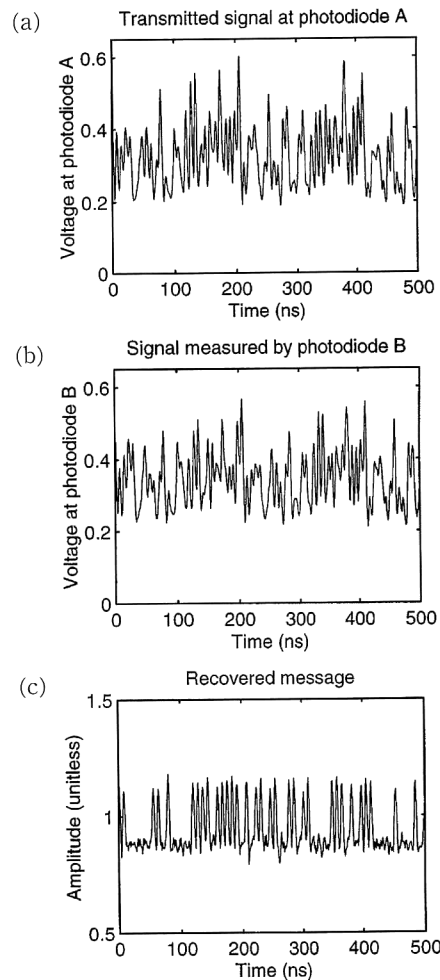 (a)
Transmitted signal at photodiode A
Voltage at photodiode A
0.6
0.4
0.2
0
0 100 200 300 400 500
Time (ns)
(b)
Signal measured by photodiode B
Voltage at photodiode B
0.6
0.4
0.2
0
0 100 200 300 400 500
Time (ns)
(c)
Recovered message
Amplitude (unitless)
1.5
1
0.5
0 100 200 300 400 500
Time (ns)